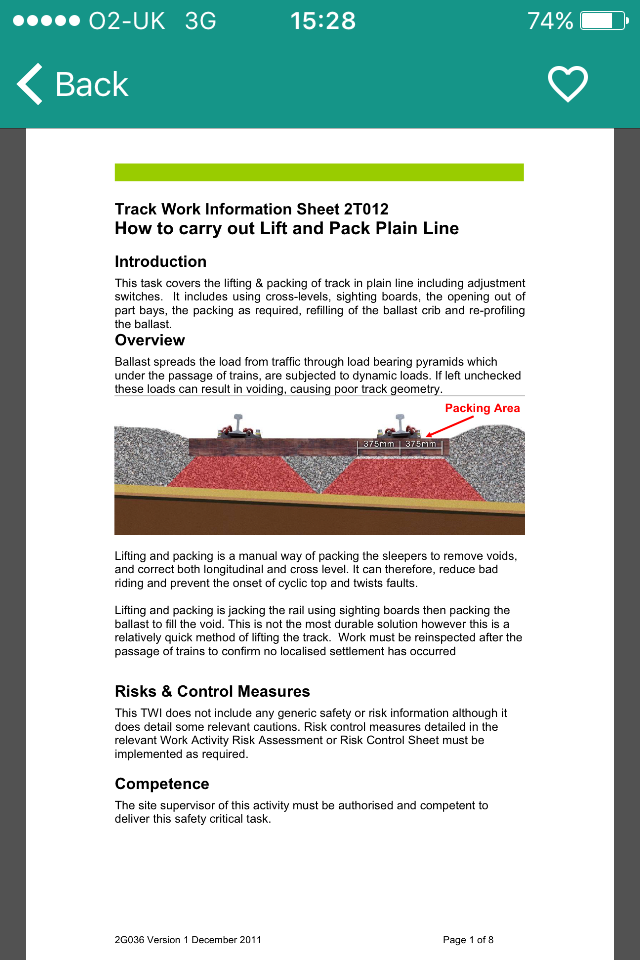 O2-UK 3G 15:28 74%
Back
Track Work Information Sheet 2T012
How to carry out Lift and Pack Plain Line
Introduction
This task covers the lifting & packing of track in plain line including adjustment
switches. It includes using cross-levels, sighting boards, the opening out of
part bays, the packing as required, refilling of the ballast crib and re-profiling
the ballast.
Overview
Ballast spreads the load from traffic through load bearing pyramids which
under the passage of trains, are subjected to dynamic loads. If left unchecked
these loads can result in voiding, causing poor track geometry.
Packing Area
375mm 375mm
Lifting and packing is a manual way of packing the sleepers to remove voids,
and correct both longitudinal and cross level. It can therefore, reduce bad
riding and prevent the onset of cyclic top and twists faults.
Lifting and packing is jacking the rail using sighting boards then packing the
ballast to fill the void. This is not the most durable solution however this is a
relatively quick method of lifting the track. Work must be reinspected after the
passage of trains to confirm no localised settlement has occurred
Risks & Control Measures
This TWI does not include any generic safety or risk information although it
does detail some relevant cautions. Risk control measures detailed in the
relevant Work Activity Risk Assessment or Risk Control Sheet must be
implemented as required.
Competence
The site supervisor of this activity must be authorised and competent to
deliver this safety critical task.
2G036 Version 1 December 2011 Page 1 of 8